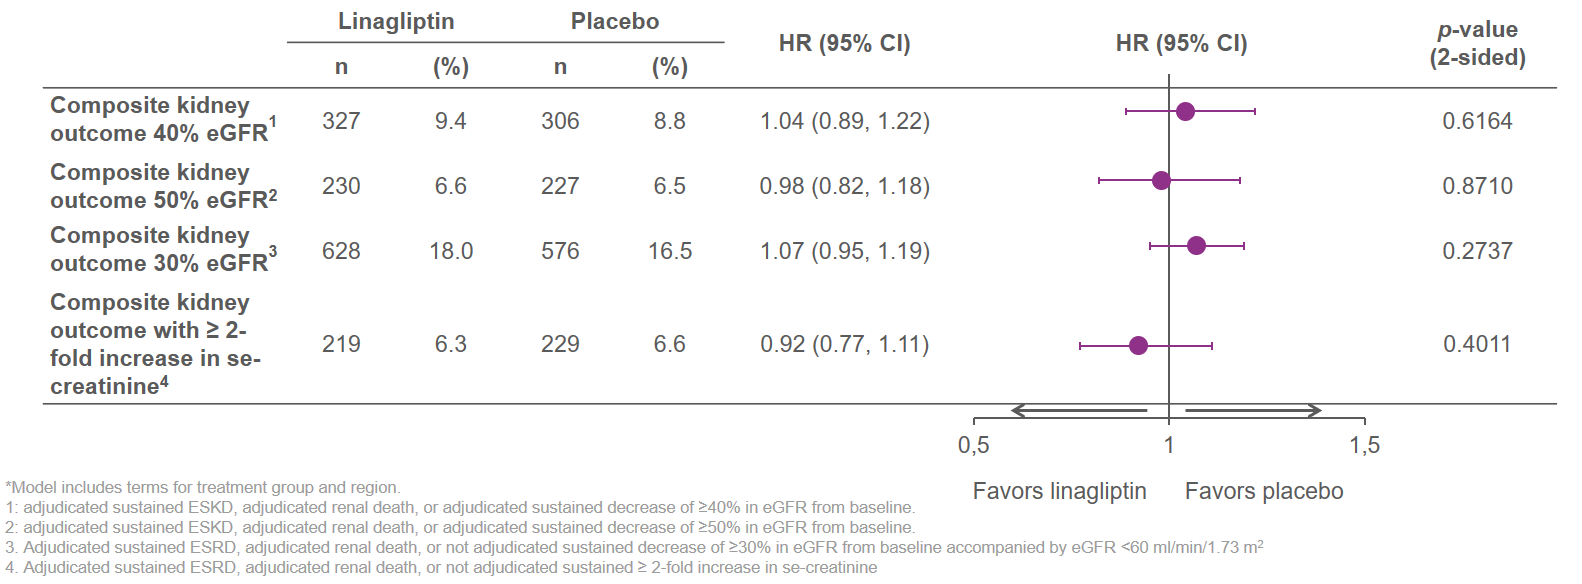 Linagliptin Placebo HR (95% CI) HR (95% CI) p-value
(2-sided)
n (%) n (%)
Composite kidney
outcome 40% eGFR1 327 9.4 306 8.8 1.04 (0.89, 1.22) 0.6164
Composite kidney
outcome 50% eGFR2 230 6.6 227 6.5 0.98 (0.82, 1.18) 0.8710
Composite kidney
outcome 30% eGFR3 628 18.0 576 16.5 1.07 (0.95, 1.19) 0.2737
Composite kidney
outcome with ≥ 2-
fold increase in se-
creatinine4 219 6.3 229 6.6 0.92 (0.77, 1.11) 0.4011
0,5 1 1,5
Favors linagliptin Favors placebo
*Model includes terms for treatment group and region.
1: adjudicated sustained ESKD, adjudicated renal death, or adjudicated sustained decrease of ≥40% in eGFR from baseline.
2: adjudicated sustained ESKD, adjudicated renal death, or adjudicated sustained decrease of ≥50% in eGFR from baseline.
3. Adjudicated sustained ESRD, adjudicated renal death, or not adjudicated sustained decrease of ≥30% in eGFR from baseline accompanied by eGFR <60 ml/min/1.73 m2
4. Adjudicated sustained ESRD, adjudicated renal death, or not adjudicated sustained ≥ 2-fold increase in se-creatinine